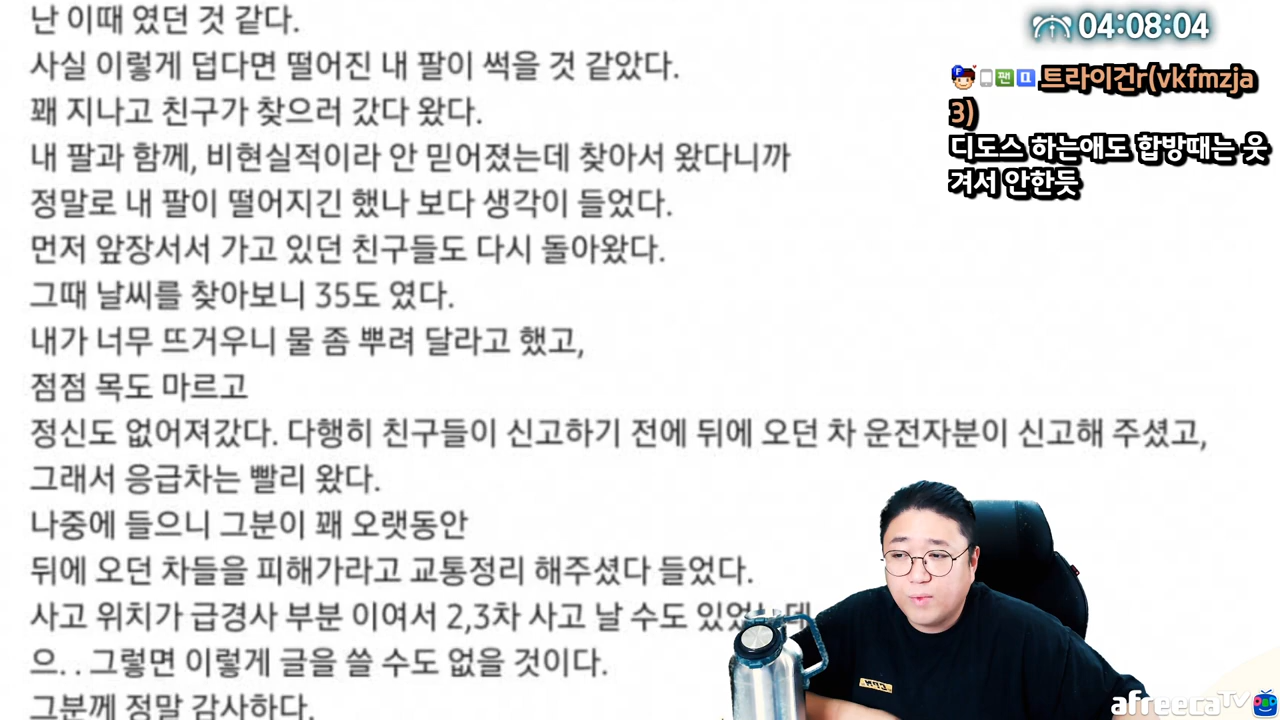 난 이때 였던 것 같다.
사실 이렇게 덥다면 떨어진 내 팔이 썩을 것 같았다.
꽤 지나고 친구가 찾으러 갔다 왔다.
내 팔과 함께, 비현실적이라 안 믿어졌는데 찾아서 왔다니까
정말로 내 팔이 떨어지긴 했나 보다 생각이 들었다.
먼저 앞장서서 가고 있던 친구들도 다시 돌아왔다.
그때 날씨를 찾아보니 35도 였다.
내가 너무 뜨거우니 물 좀 뿌려 달라고 했고,
점점 목도 마르고
정신도 없어져갔다. 다행히 친구들이 신고하기 전에 뒤에 오던 차 운전자분이 신고해 주셨고,
그래서 응급차는 빨리 왔다.
나중에 들으니 그분이 꽤 오랫동안
뒤에 오던 차들을 피해가라고 교통정리 해주셨다 들었다.
사고 위치가 급경사 부분 이여서 2,3차 사고 날 수도
으. . 그렇면 이렇게 글을 쓸 수도 없을 것이다.
그분께 정말 감사하다.
04:08:04
팬 트라이건r(vkfmzja
3)
디도스 하는애도 합방때는 웃
겨서 안한듯
afreecaTV